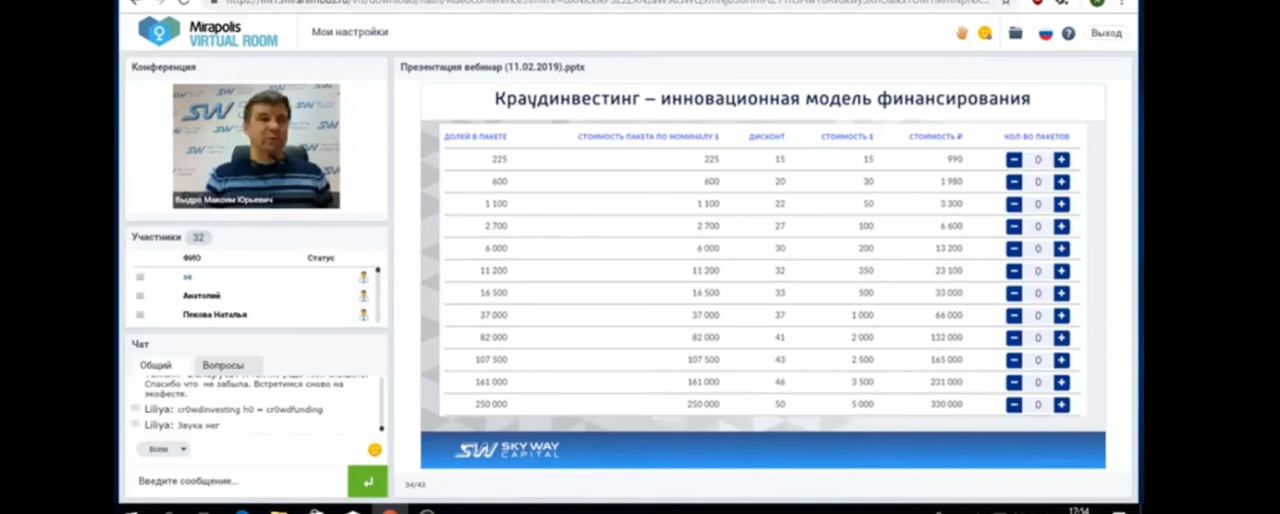 Mirapolis
VIRTUAL ROOM
Мои настройки
Выход
Конференция
Выдро Максим Юрьевич
Участники 32
ФИО Статус
se
Анатолий
Пекова Наталья
Чат
Общий Вопросы
Спасибо что не забыла. Встретимся сново на
экофесте.
Liliya: cr0wdinvesting h0 = cr0wdfunding
Liliya: Звука нег
Всем
Введите сообщение...
Презентация вебинар (11.02.2019).pptx
Краудинвестинг – инновационная модель финансирования
ДОЛЕЙ В ПАКЕТЕ СТОИМОСТЬ ПАКЕТА ПО НОМИНАЛУ $ ДИСКОНТ СТОИМОСТЬ $ СТОИМОСТЬ ₽ КОЛ-ВО ПАКЕТОВ
225 225 15 15 990 − 0 +
600 600 20 30 1 980 − 0 +
1 100 1 100 22 50 3 300 − 0 +
2 700 2 700 27 100 6 600 − 0 +
6 000 6 000 30 200 13 200 − 0 +
11 200 11 200 32 350 23 100 − 0 +
16 500 16 500 33 500 33 000 − 0 +
37 000 37 000 37 1 000 66 000 − 0 +
82 000 82 000 41 2 000 132 000 − 0 +
107 500 107 500 43 2 500 165 000 − 0 +
161 000 161 000 46 3 500 231 000 − 0 +
250 000 250 000 50 5 000 330 000 − 0 +
SW SKY WAY
CAPITAL
34/43
17:54